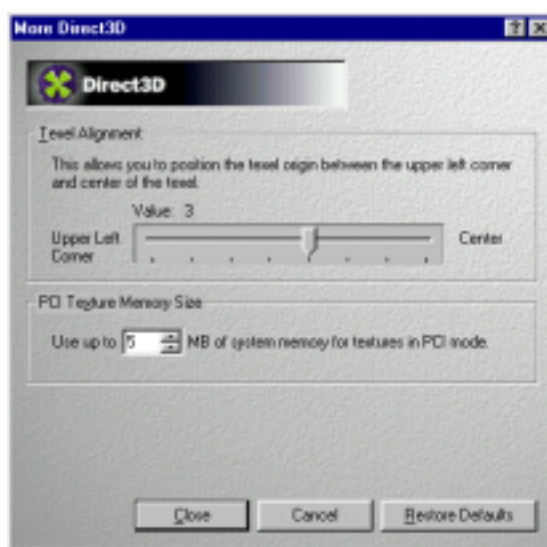 More Direct3D
Direct3D
Texel Alignment
This allows you to position the texel origin between the upper left corner
and center of the texel.
Value: 3
Upper Left
Corner
Center
PCI Texture Memory Size
Use up to 5 MB of system memory for textures in PCI mode.
Close Cancel Restore Defaults